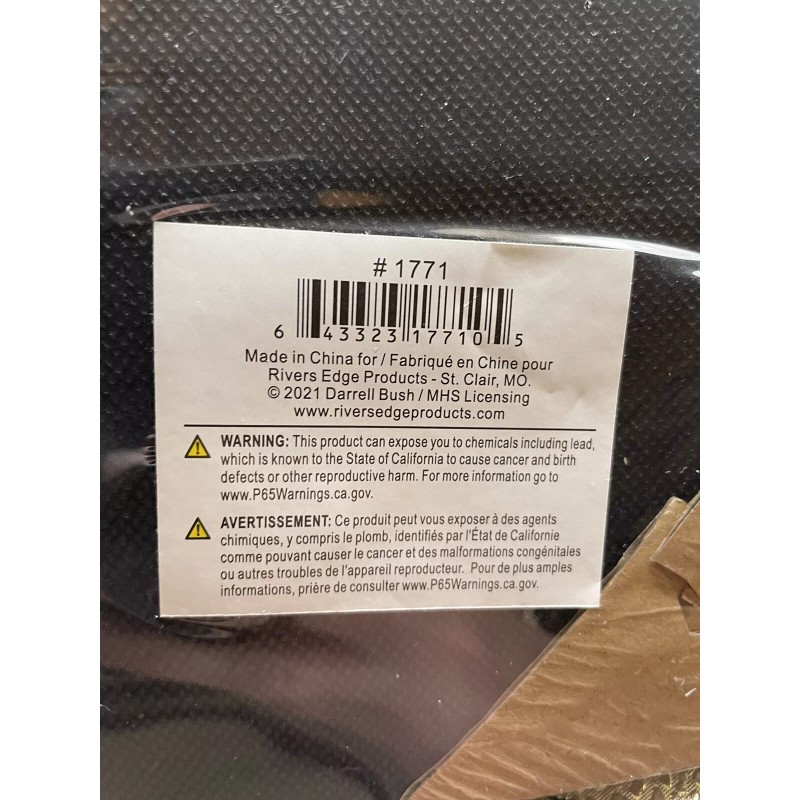 # 1771
6 43323 17710 5
Made in China for / Fabriqué en Chine pour
Rivers Edge Products - St. Clair, MO.
© 2021 Darrell Bush / MHS Licensing
www.riversedgeproducts.com
WARNING: This product can expose you to chemicals including lead,
which is known to the State of California to cause cancer and birth
defects or other reproductive harm. For more information go to
www.P65Warnings.ca.gov.
AVERTISSEMENT: Ce produit peut vous exposer à des agents
chimiques, y compris le plomb, identifiés par l'État de Californie
comme pouvant causer le cancer et des malformations congénitales
ou autres troubles de l'appareil reproducteur. Pour de plus amples
informations, prière de consulter www.P65Warnings.ca.gov.